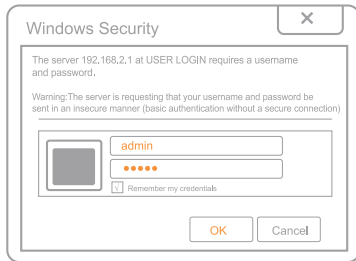 Windows Security
The server 192.168.2.1 at USER LOGIN requires a username
and password.
Warning:The server is requesting that your username and password be
sent in an insecure manner (basic authentication without a secure connection)
admin
●●●●●
√ Remember my credentials
OK Cancel